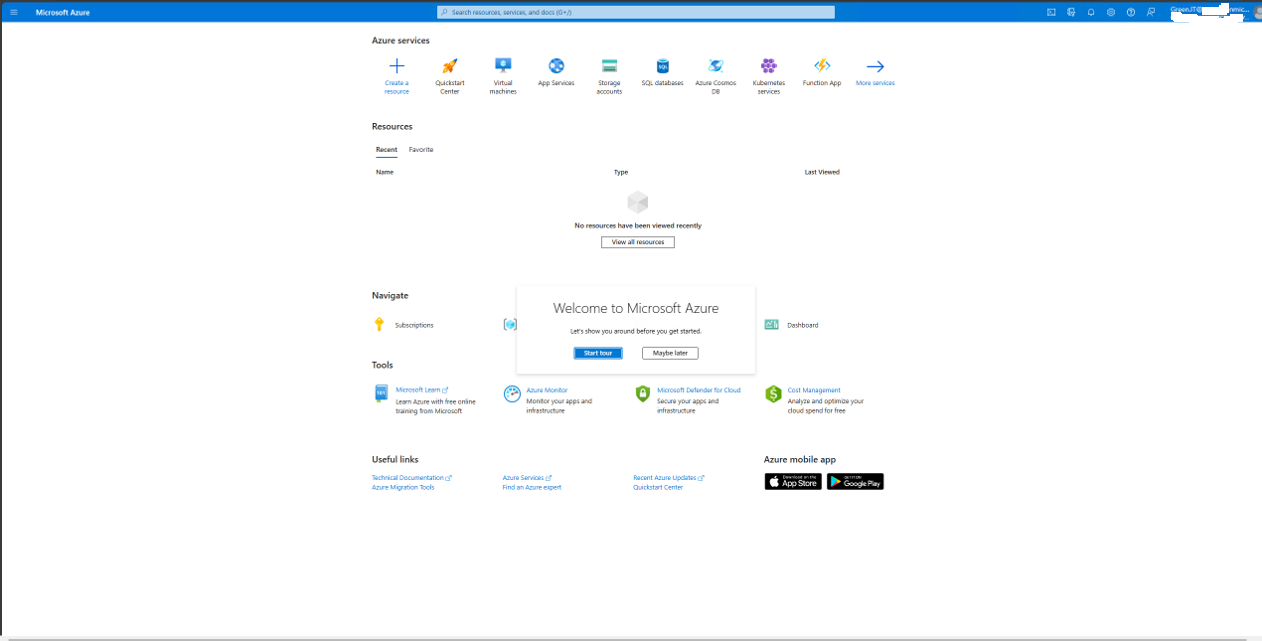 Microsoft Azure
Search resources, services, and docs (G+/)
Azure services
Create a
resource
Quickstart
Center
Virtual
machines
App Services
Storage
accounts
SQL databases
Azure Cosmos
DB
Kubernetes
services
Function App
More services
Resources
Recent
Favorite
Name
Type
Last Viewed
No resources have been viewed recently
View all resources
Navigate
Subscriptions
Dashboard
Welcome to Microsoft Azure
Let's show you around before you get started.
Start tour
Maybe later
Tools
Microsoft Learn
Learn Azure with free online
training from Microsoft
Azure Monitor
Monitor your apps and
infrastructure
Microsoft Defender for Cloud
Secure your apps and
infrastructure
Cost Management
Analyze and optimize your
cloud spend for free
Useful links
Technical Documentation
Azure Services
Recent Azure Updates
Azure Migration Tools
Find an Azure expert
Quickstart Center
Azure mobile app
Download on the
App Store
GET IT ON
Google Play